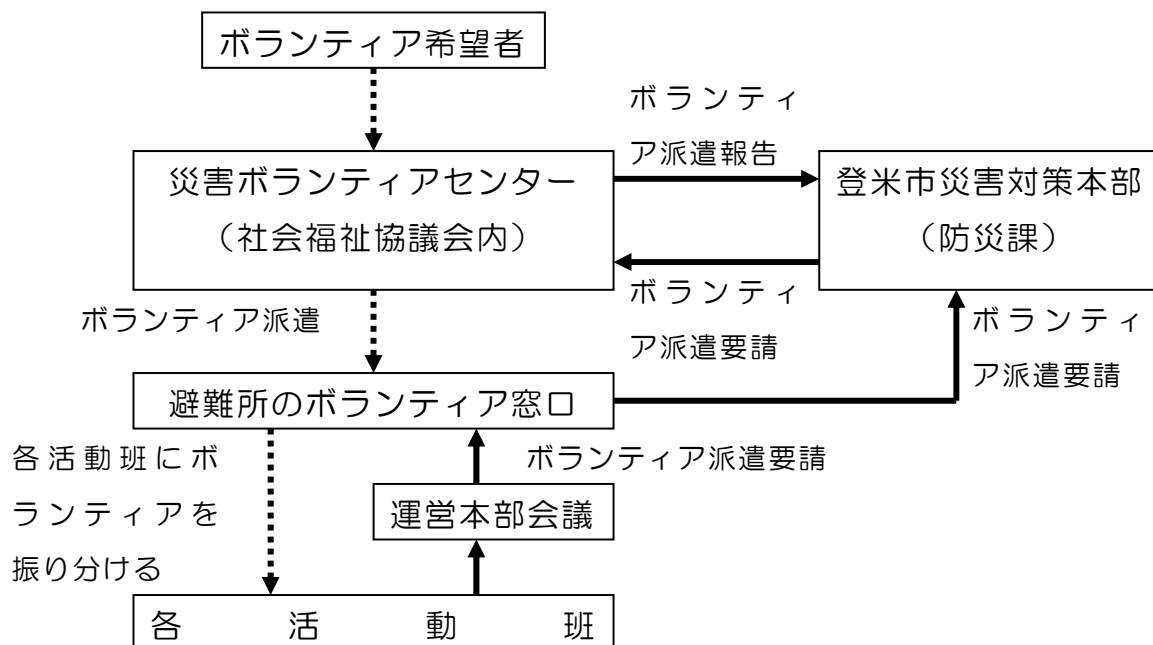 ボランティア希望者
ボランティ
ア派遣報告
災害ボランティアセンター
（社会福祉協議会内）
登米市災害対策本部
（防災課）
ボランティ
ア派遣要請
ボランティ
ア派遣要請
ボランティア派遣
避難所のボランティア窓口
各活動班にボ
ランティアを
振り分ける
ボランティア派遣要請
運営本部会議
各活動班